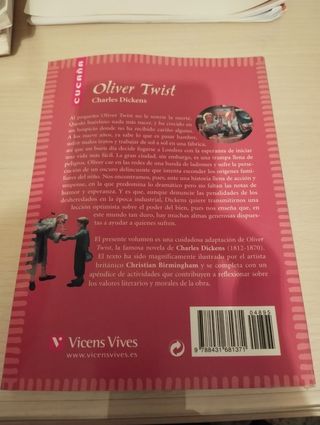 CUCAÑA
Oliver Twist
Charles Dickens
Al pequeño Oliver Twist no le sonríe la suerte.
Quedó huérfano nada más nacer, y ha crecido en
un hospicio donde no ha recibido cariño alguno.
A los nueve años, ya sabe lo que es pasar hambre,
sufrir malos tratos y trabajar de sol a sol en una fábrica,
así que un buen día decide fugarse a Londres con la esperanza de iniciar
una vida más fácil. La gran ciudad, sin embargo, es una trampa llena de
peligros. Oliver cae en las redes de una banda de ladrones y sufre la perse-
cución de un oscuro delincuente que intenta esconder los orígenes fami-
liares del niño. Nos encontramos, pues, ante una historia llena de acción y
suspense, en la que predomina lo dramático pero no faltan las notas de
humor y esperanza. Y es que, aunque denuncie las penalidades de los
desheredados en la época industrial, Dickens quiere transmitirnos una
lección optimista sobre el poder del bien, pues nos enseña que, en
este mundo tan duro, hay muchas almas generosas dispues-
tas a ayudar a quienes sufren.
El presente volumen es una cuidadosa adaptación de Oliver
Twist, la famosa novela de Charles Dickens (1812-1870).
El texto ha sido magníficamente ilustrado por el artista
británico Christian Birmingham y se completa con un
apéndice de actividades que contribuyen a reflexionar sobre
los valores literarios y morales de la obra.
Vicens Vives
www.vicensvives.es
04895
9 788431 681371